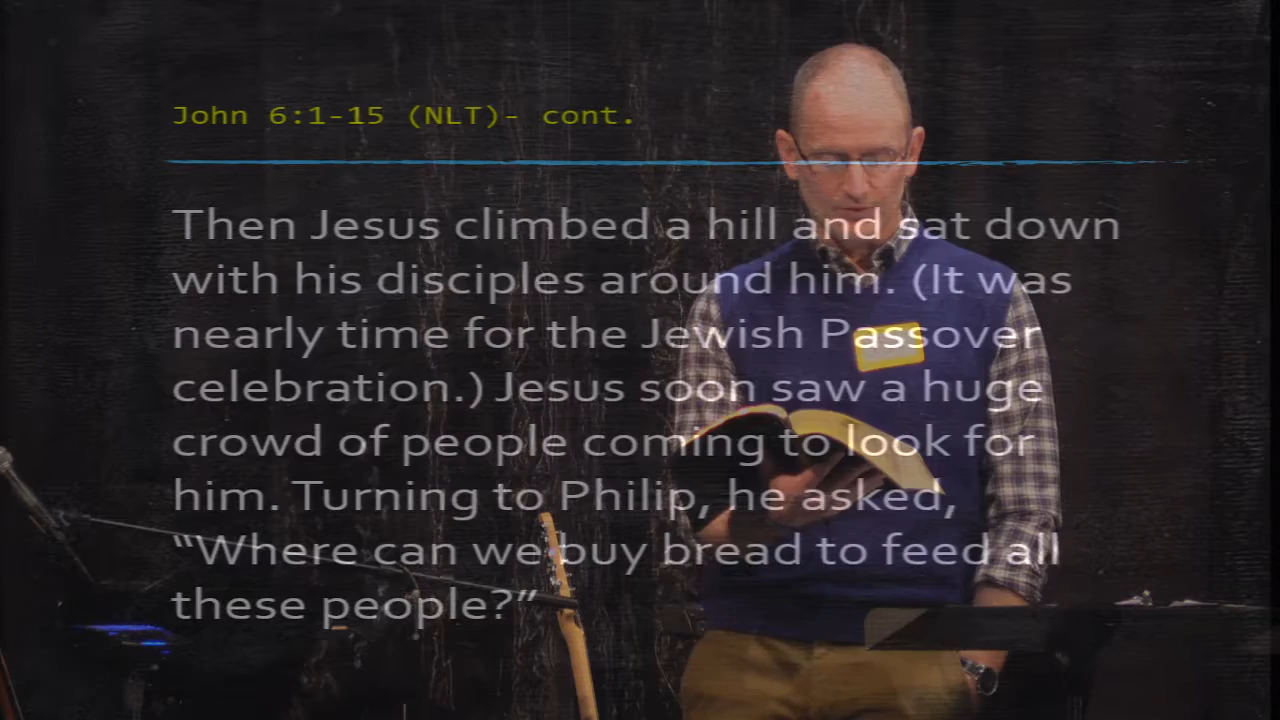 John 6:1-15 (NLT)- cont.
Then Jesus climbed a hill and sat down
with his disciples around him. (It was
nearly time for the Jewish Passover
celebration.) Jesus soon saw a huge
crowd of people coming to look for
him. Turning to Philip, he asked,
“Where can we buy bread to feed all
these people?”